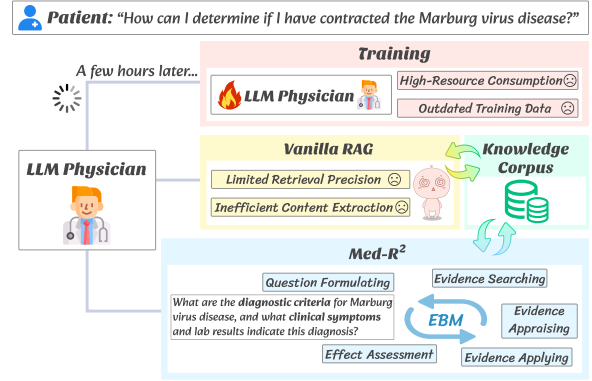 Patient: “How can I determine if I have contracted the Marburg virus disease?”
A few hours later...
LLM Physician
Training
LLM Physician
High-Resource Consumption
Outdated Training Data
Vanilla RAG
Limited Retrieval Precision
Inefficient Content Extraction
Knowledge
Corpus
Med-R²
Question Formulating
Evidence Searching
What are the diagnostic criteria for Marburg
virus disease, and what clinical symptoms
and lab results indicate this diagnosis?
EBM
Evidence
Appraising
Effect Assessment
Evidence Applying